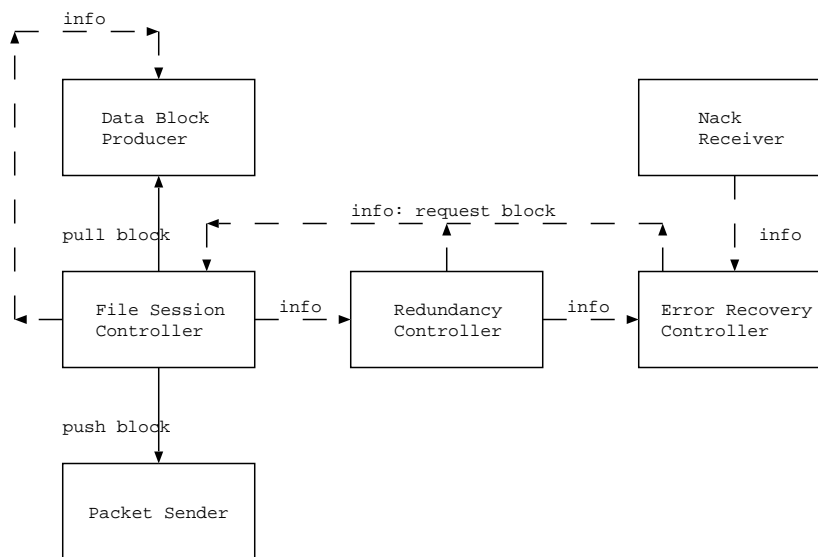 info
Data Block
Producer
Nack
Receiver
info: request block
pull block
info
File Session
Controller
info
Redundancy
Controller
info
Error Recovery
Controller
push block
Packet Sender